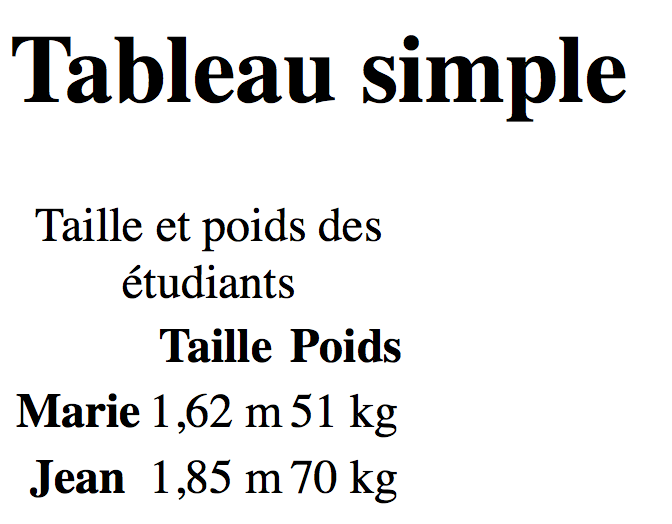 Tableau simple
Taille et poids des
étudiants
Taille Poids
Marie 1,62 m 51 kg
Jean 1,85 m 70 kg